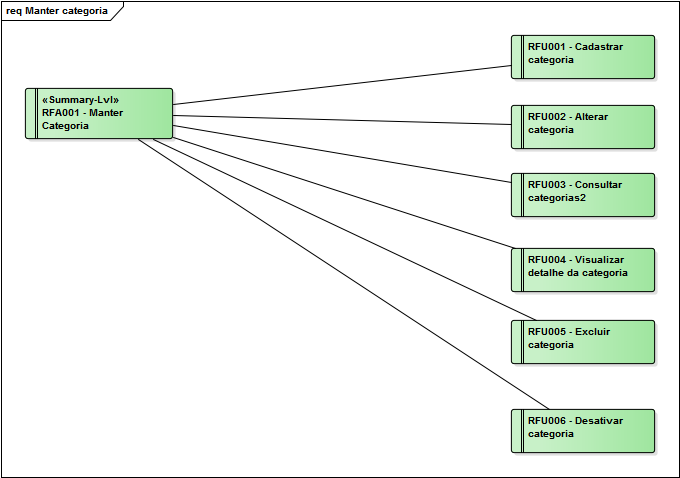 req Manter categoria
«Summary-Lvl»
RFA001 - Manter
Categoria
RFU001 - Cadastrar
categoria
RFU002 - Alterar
categoria
RFU003 - Consultar
categorias2
RFU004 - Visualizar
detalhe da categoria
RFU005 - Excluir
categoria
RFU006 - Desativar
categoria